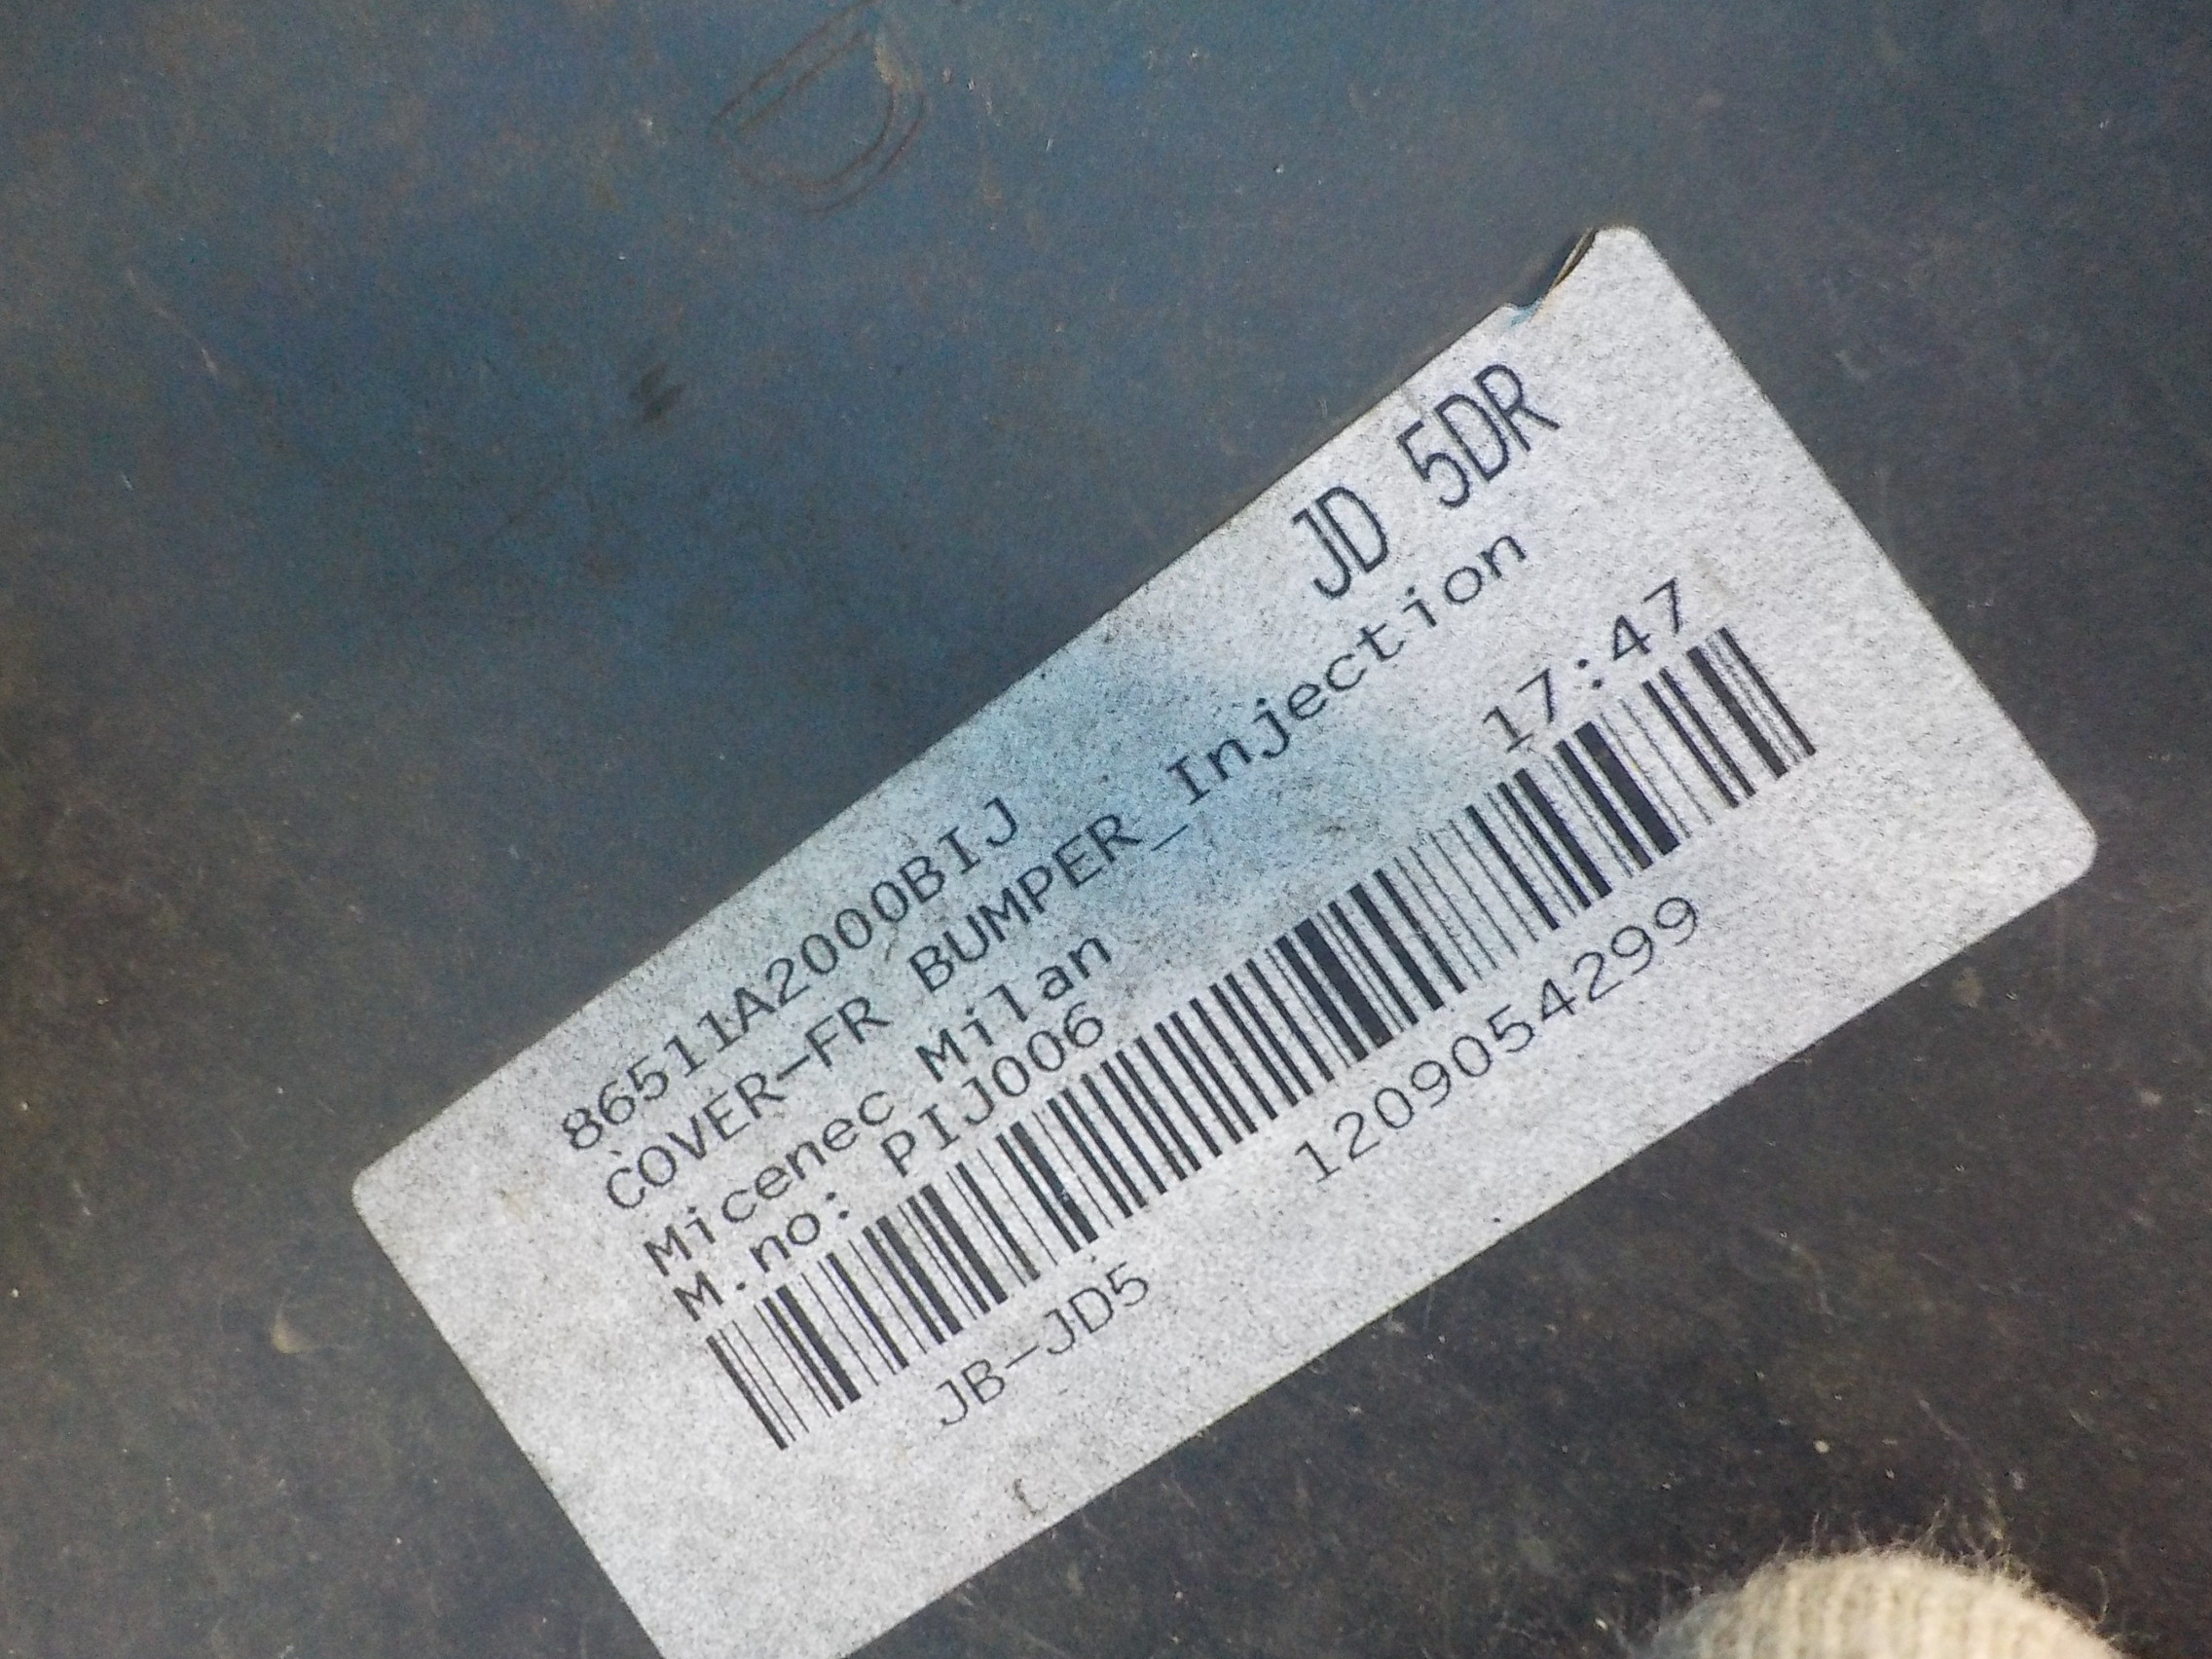 JD 5DR
86511A2000BIJ
COVER-FR BUMPER_Injection
Micenec Milan
M.no: PIJ006 17:47
JB-JD5 1209054299